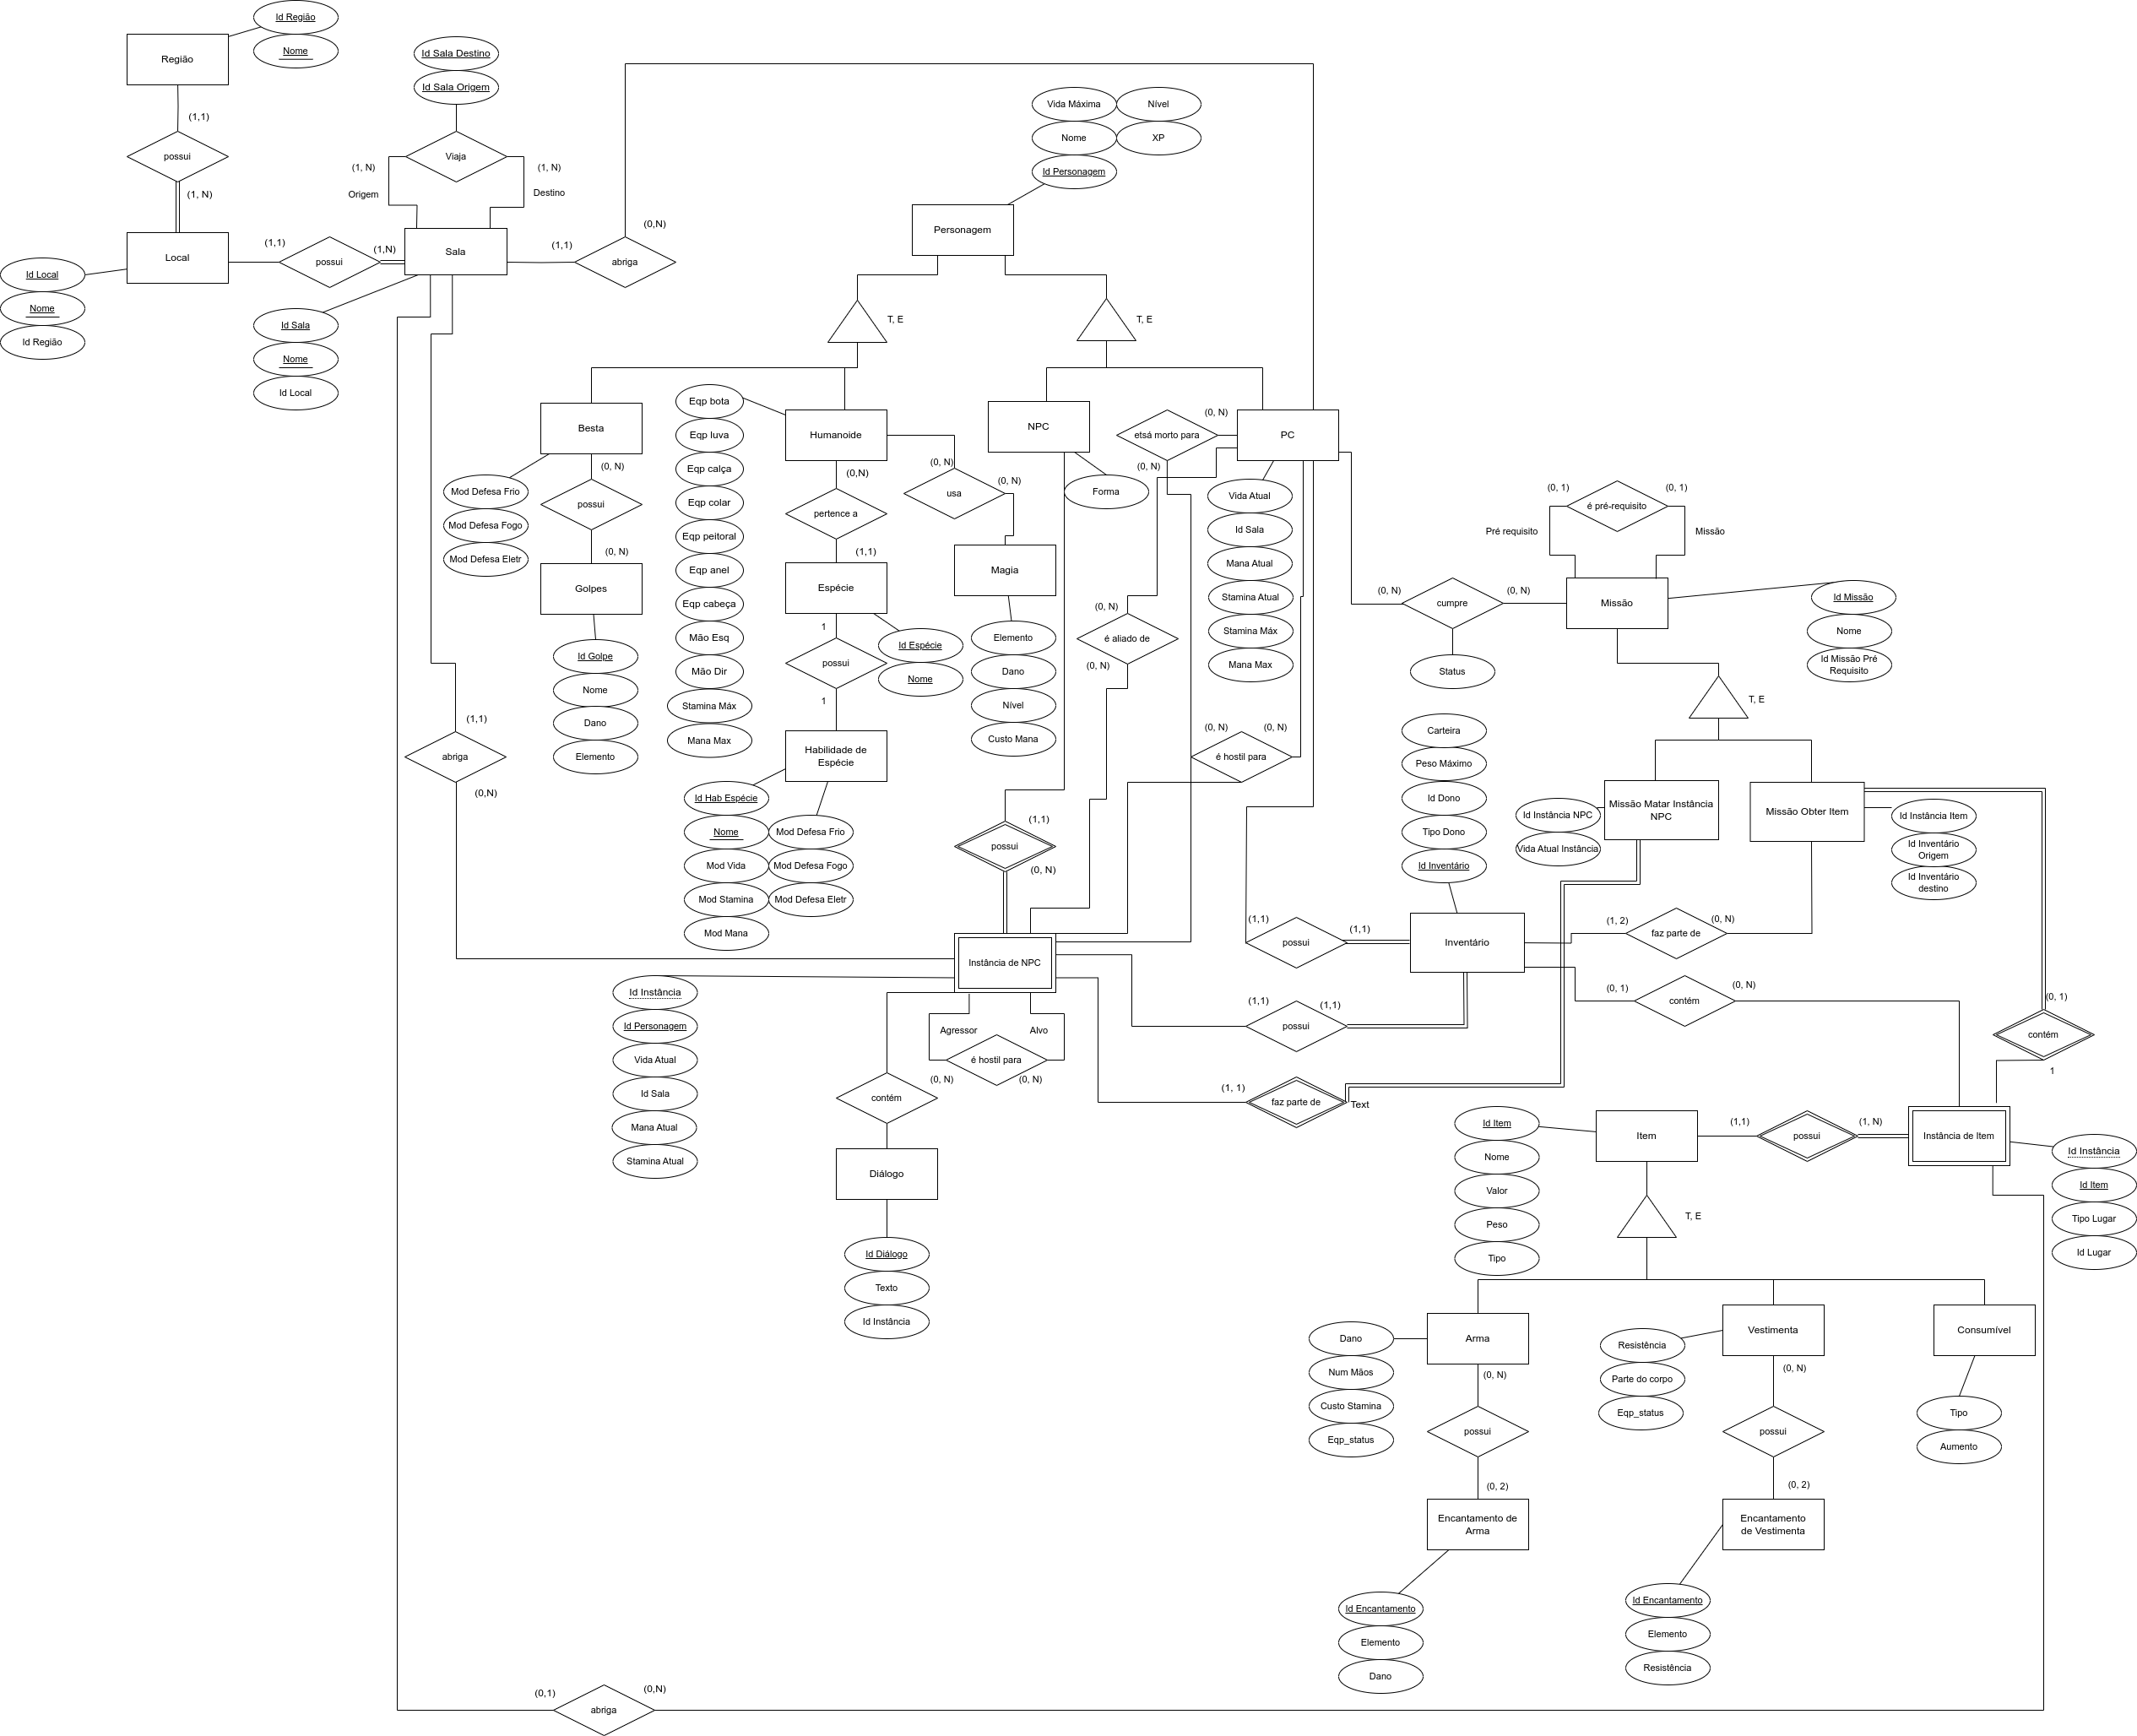 Id Região
Nome
Região
(1,1)
possui
(1, N)
Local
Id Local
Nome
Id Região
(1,1)
possui
(1,N)
Id Sala Destino
Id Sala Origem
Viaja
(1, N)
Origem
(1, N)
Destino
Sala
Id Sala
Nome
Id Local
(1,1)
abriga
(0,N)
Vida Máxima
Nível
Nome
XP
Id Personagem
Personagem
T, E
T, E
Besta
Mod Defesa Frio
Mod Defesa Fogo
Mod Defesa Eletr
(0, N)
possui
(0, N)
Golpes
Id Golpe
Nome
Dano
Elemento
Eqp bota
Eqp luva
Eqp calça
Eqp colar
Eqp peitoral
Eqp anel
Eqp cabeça
Mão Esq
Mão Dir
Stamina Máx
Mana Max
Humanoide
(0,N)
pertence a
(1,1)
Espécie
Id Espécie
Nome
1
possui
1
Habilidade de
Espécie
Id Hab Espécie
Nome
Mod Vida
Mod Stamina
Mod Mana
Mod Defesa Frio
Mod Defesa Fogo
Mod Defesa Eletr
(0, N)
usa
(0, N)
Magia
Elemento
Dano
Nível
Custo Mana
NPC
Forma
(0, N)
etsá morto para
(0, N)
PC
Vida Atual
Id Sala
Mana Atual
Stamina Atual
Stamina Máx
Mana Max
(0, N)
é aliado de
(0, N)
(0, N)
(0, N)
é hostil para
(0, N)
cumpre
(0, N)
Status
(0, 1)
é pré-requisito
(0, 1)
Pré requisito
Missão
Missão
Id Missão
Nome
Id Missão Pré
Requisito
T, E
Missão Matar Instância
NPC
Id Instância NPC
Vida Atual Instância
Missão Obter Item
Id Instância Item
Id Inventário
Origem
Id Inventário
destino
Carteira
Peso Máximo
Id Dono
Tipo Dono
Id Inventário
Inventário
(1,1)
possui
(1,1)
(1, 2)
faz parte de
(0, N)
(0, 1)
contém
(0, N)
(0, 1)
contém
1
(1,1)
abriga
(0,N)
(1,1)
possui
(0, N)
Instância de NPC
Id Instância
Id Personagem
Vida Atual
Id Sala
Mana Atual
Stamina Atual
Agressor
Alvo
é hostil para
(0, N)
(0, N)
contém
Diálogo
Id Diálogo
Texto
Id Instância
(1,1)
possui
(1,1)
(1, 1)
faz parte de
Text
Id Item
Nome
Valor
Peso
Tipo
Item
(1,1)
possui
(1, N)
Instância de Item
Id Instância
Id Item
Tipo Lugar
Id Lugar
T, E
Arma
Dano
Num Mãos
Custo Stamina
Eqp_status
(0, N)
possui
(0, 2)
Encantamento de
Arma
Id Encantamento
Elemento
Dano
Vestimenta
Resistência
Parte do corpo
Eqp_status
(0, N)
possui
(0, 2)
Encantamento
de Vestimenta
Id Encantamento
Elemento
Resistência
Consumível
Tipo
Aumento
(0,1)
abriga
(0,N)